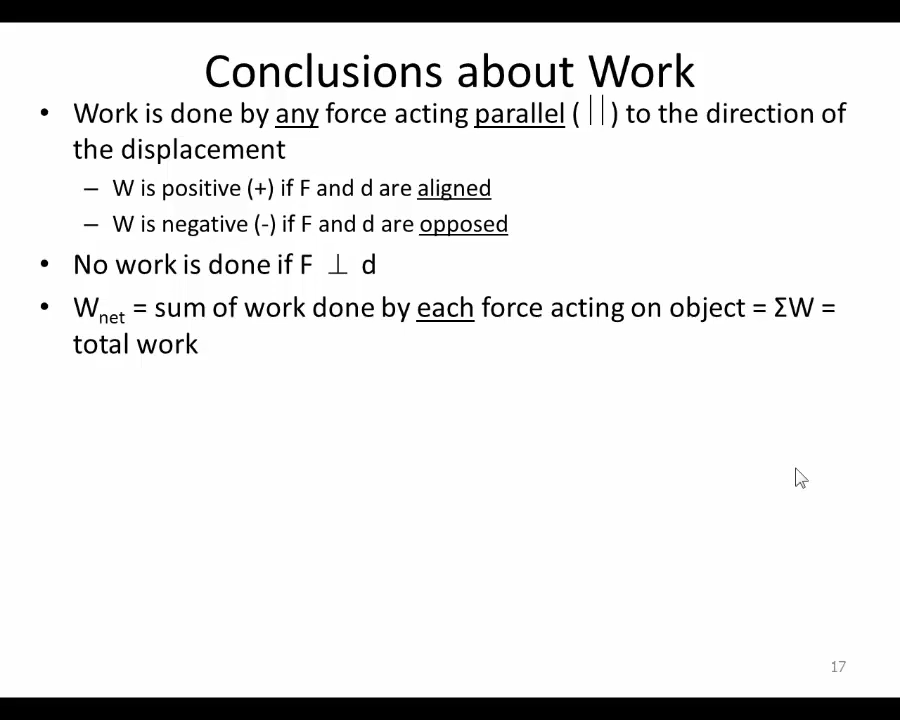 Conclusions about Work
• Work is done by any force acting parallel ( || ) to the direction of
the displacement
– W is positive (+) if F and d are aligned
– W is negative (-) if F and d are opposed
• No work is done if F ⊥ d
• Wnet = sum of work done by each force acting on object = ΣW =
total work
17